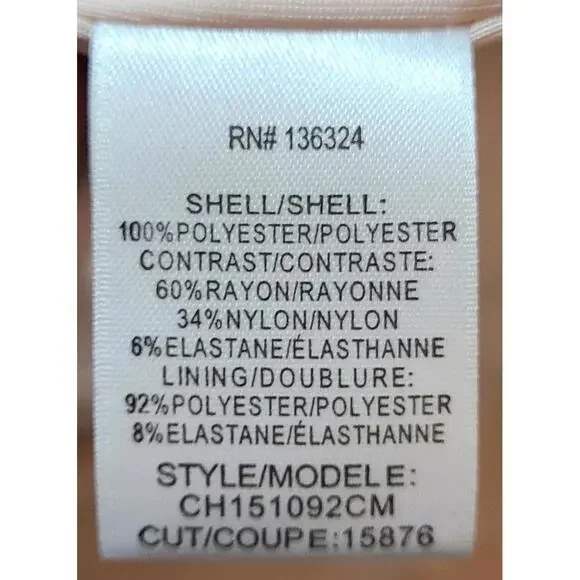 RN# 136324
SHELL/SHELL:
100%POLYESTER/POLYESTER
CONTRAST/CONTRASTE:
60%RAYON/RAYONNE
34%NYLON/NYLON
6%ELASTANE/ÉLASTHANNE
LINING/DOUBLURE:
92%POLYESTER/POLYESTER
8%ELASTANE/ÉLASTHANNE
STYLE/MODELE:
CH151092CM
CUT/COUPE:15876